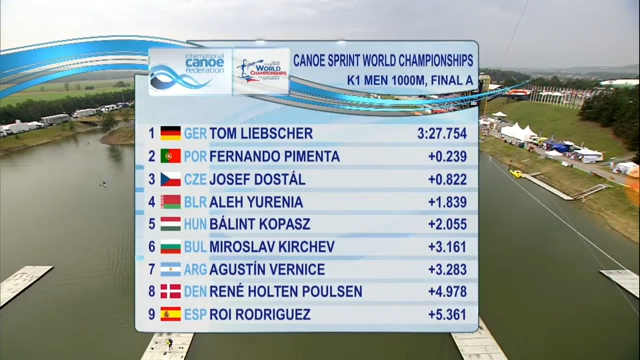 international
canoe
federation
WORLD
CHAMPIONSHIPS
CANOE SPRINT WORLD CHAMPIONSHIPS
K1 MEN 1000M, FINAL A
1 GER TOM LIEBSCHER 3:27.754
2 POR FERNANDO PIMENTA +0.239
3 CZE JOSEF DOSTÁL +0.822
4 BLR ALEH YURENIA +1.839
5 HUN BÁLINT KOPASZ +2.055
6 BUL MIROSLAV KIRCHEV +3.161
7 ARG AGUSTÍN VERNICE +3.283
8 DEN RENÉ HOLTEN POULSEN +4.978
9 ESP ROI RODRIGUEZ +5.361